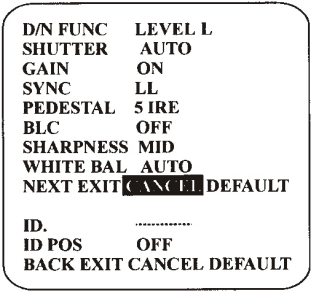 D/N FUNC LEVEL L
SHUTTER AUTO
GAIN ON
SYNC LL
PEDESTAL 5 IRE
BLC OFF
SHARPNESS MID
WHITE BAL AUTO
NEXT EXIT CANCEL DEFAULT
ID. ..............
ID POS OFF
BACK EXIT CANCEL DEFAULT